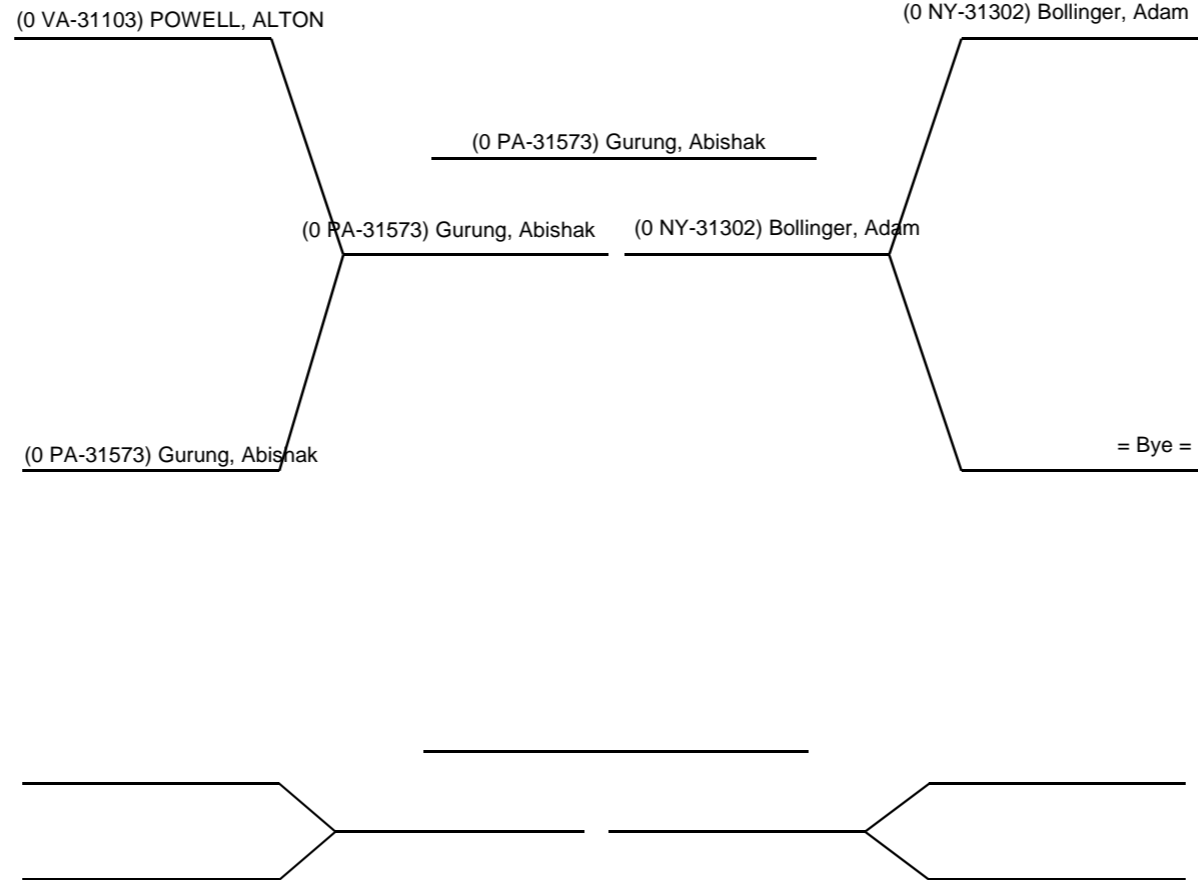 (0 VA-31103) POWELL, ALTON
(0 NY-31302) Bollinger, Adam
(0 PA-31573) Gurung, Abishak
(0 PA-31573) Gurung, Abishak
(0 NY-31302) Bollinger, Adam
(0 PA-31573) Gurung, Abishak
= Bye =